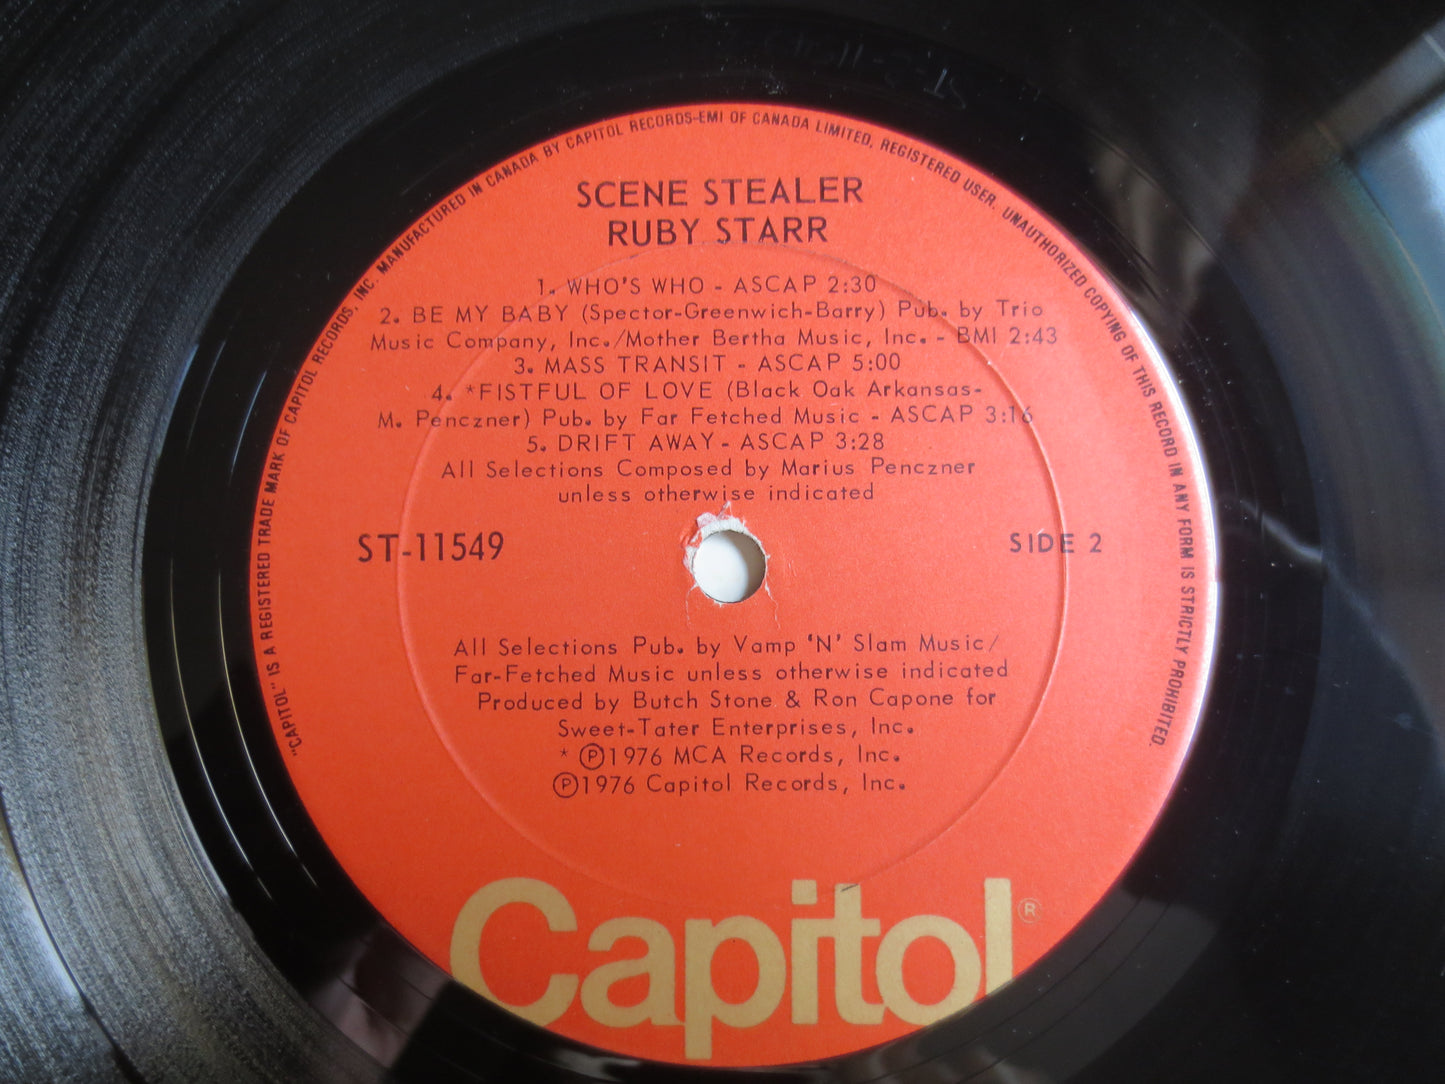 "CAPITOL" IS A REGISTERED TRADE MARK OF CAPITOL RECORDS, INC. MANUFACTURED IN CANADA BY CAPITOL RECORDS-EMI OF CANADA LIMITED, REGISTERED USER. UNAUTHORIZED COPYING OF THIS RECORD IN ANY FORM IS STRICTLY PROHIBITED.
SCENE STEALER
RUBY STARR
1. WHO'S WHO - ASCAP 2:30
2. BE MY BABY (Spector-Greenwich-Barry) Pub. by Trio
Music Company, Inc./Mother Bertha Music, Inc. - BMI 2:43
3. MASS TRANSIT - ASCAP 5:00
4. *FISTFUL OF LOVE (Black Oak Arkansas-
M. Penczner) Pub. by Far Fetched Music - ASCAP 3:16
5. DRIFT AWAY - ASCAP 3:28
All Selections Composed by Marius Penczner
unless otherwise indicated
ST-11549
SIDE 2
All Selections Pub. by Vamp 'N' Slam Music/
Far-Fetched Music unless otherwise indicated
Produced by Butch Stone & Ron Capone for
Sweet-Tater Enterprises, Inc.
* ℗1976 MCA Records, Inc.
℗1976 Capitol Records, Inc.
Capitol®